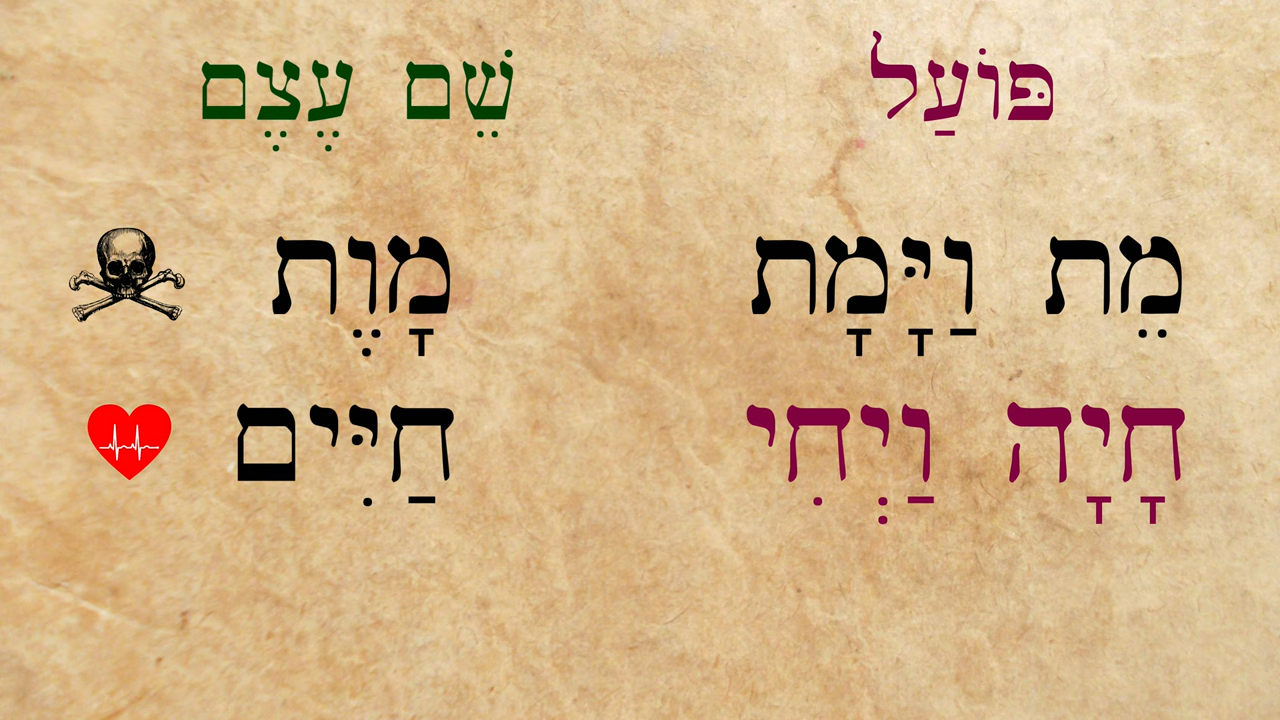 פּוֹעַל שֵׁם עֶצֶם
מֵת וַיָּמָת מָוֶת
חָיָה וַיְחִי חַיִּים